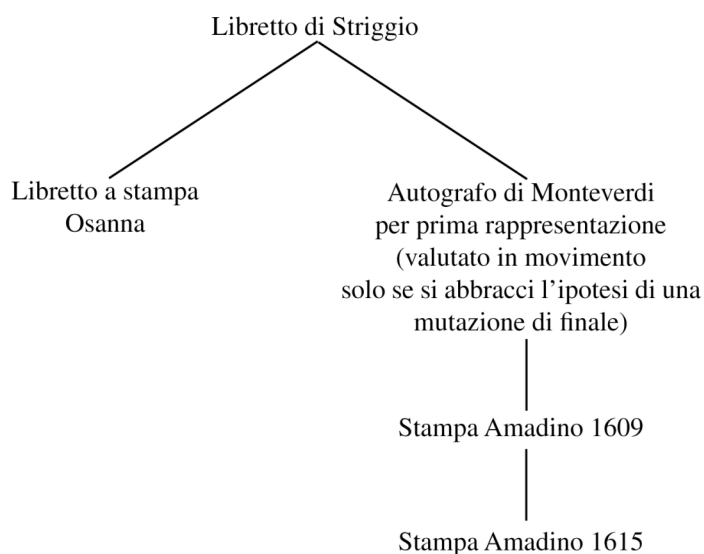 Libretto di Striggio
Libretto a stampa
Osanna
Autografo di Monteverdi
per prima rappresentazione
(valutato in movimento
solo se si abbracci l’ipotesi di una
mutazione di finale)
Stampa Amadino 1609
Stampa Amadino 1615